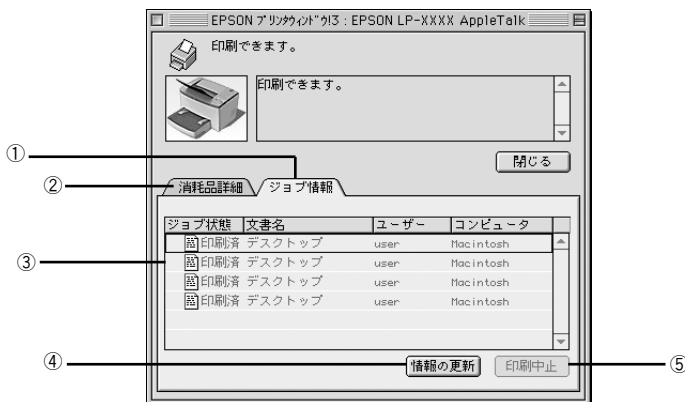 EPSON プリンタウィンドウ!3 : EPSON LP-XXXX AppleTalk
印刷できます。
印刷できます。
閉じる
①
② 消耗品詳細 ジョブ情報
ジョブ状態 文書名 ユーザー コンピュータ
印刷済 デスクトップ user Macintosh
③ 印刷済 デスクトップ user Macintosh
印刷済 デスクトップ user Macintosh
印刷済 デスクトップ user Macintosh
④ 情報の更新 印刷中止 ⑤